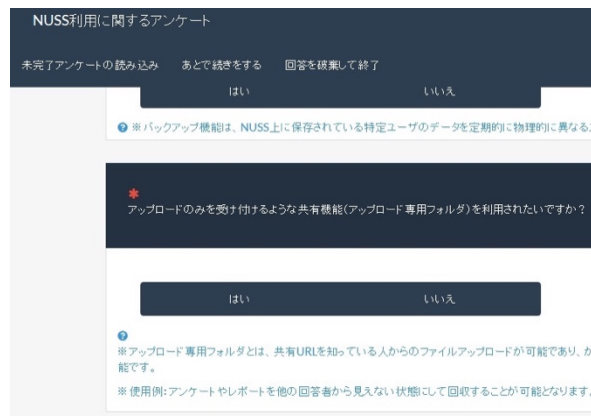 NUSS利用に関するアンケート
未完了アンケートの読み込み あとで続きをする 回答を破棄して終了
はい いいえ
※バックアップ機能は、NUSS上に保存されている特定ユーザのデータを定期的に物理的に異なる
*
アップロードのみを受け付けるような共有機能(アップロード専用フォルダ)を利用されたいですか？
はい いいえ
※アップロード専用フォルダとは、共有URLを知っている人からのファイルアップロードが可能であり、か
能です。
※使用例:アンケートやレポートを他の回答者から見えない状態にして回収することが可能となります。